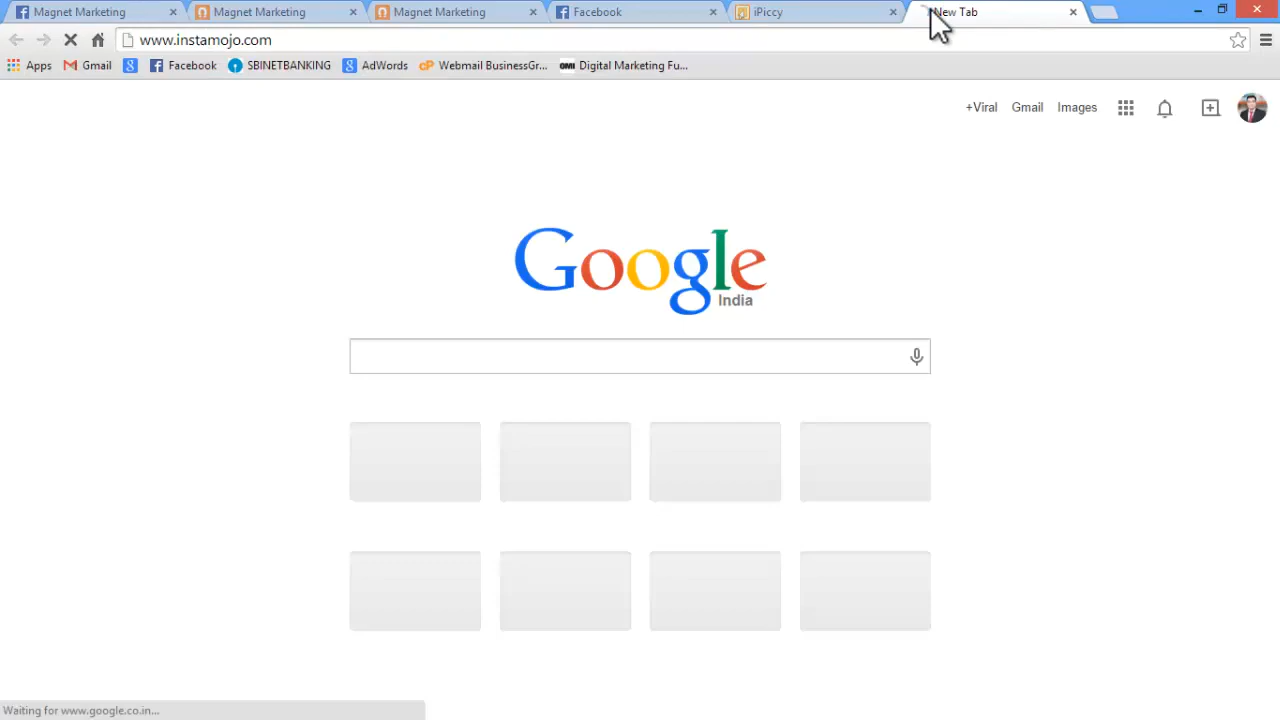 Magnet Marketing Magnet Marketing Magnet Marketing Facebook iPiccy New Tab
www.instamojo.com
Apps Gmail Facebook SBINETBANKING AdWords Webmail BusinessGr... Digital Marketing Fu...
+Viral Gmail Images
Google
India
Waiting for www.google.co.in...